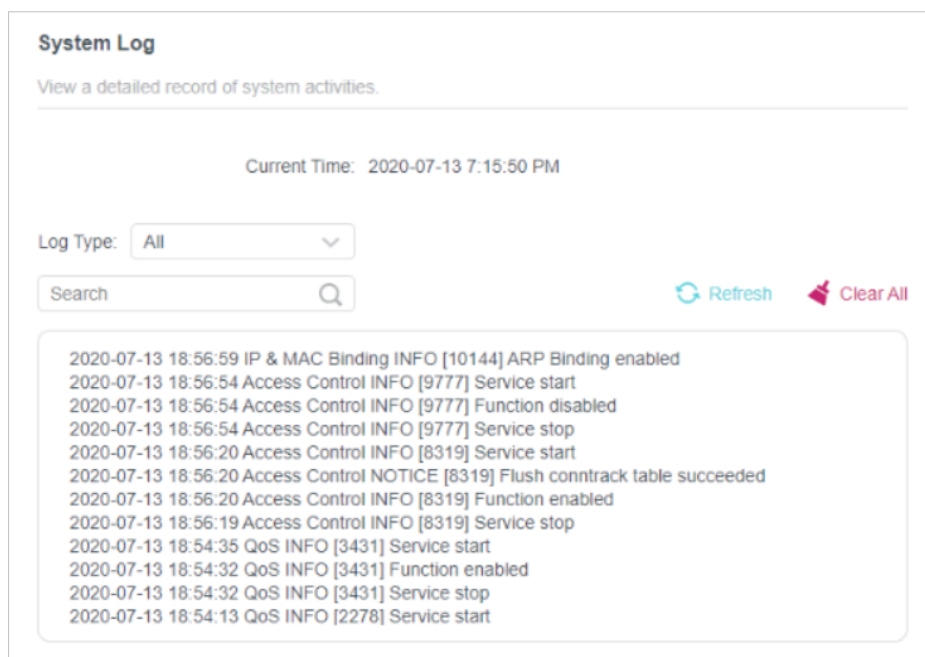 System Log
View a detailed record of system activities.
Current Time: 2020-07-13 7:15:50 PM
Log Type: All
Search
Refresh
Clear All
2020-07-13 18:56:59 IP & MAC Binding INFO [10144] ARP Binding enabled
2020-07-13 18:56:54 Access Control INFO [9777] Service start
2020-07-13 18:56:54 Access Control INFO [9777] Function disabled
2020-07-13 18:56:54 Access Control INFO [9777] Service stop
2020-07-13 18:56:20 Access Control INFO [8319] Service start
2020-07-13 18:56:20 Access Control NOTICE [8319] Flush conntrack table succeeded
2020-07-13 18:56:20 Access Control INFO [8319] Function enabled
2020-07-13 18:56:19 Access Control INFO [8319] Service stop
2020-07-13 18:54:35 QoS INFO [3431] Service start
2020-07-13 18:54:32 QoS INFO [3431] Function enabled
2020-07-13 18:54:32 QoS INFO [3431] Service stop
2020-07-13 18:54:13 QoS INFO [2278] Service start